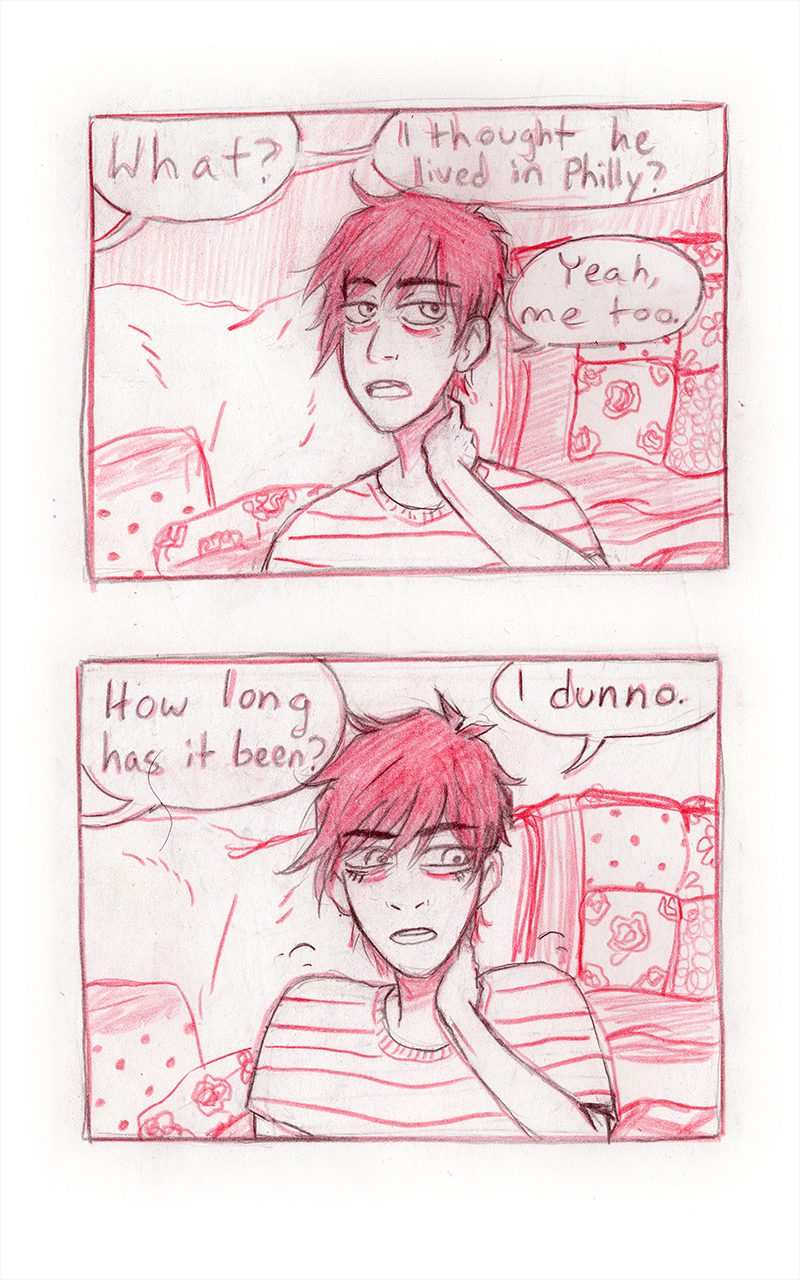 What?
I thought he
lived in Philly?
Yeah,
me too.
How long
has it been?
I dunno.